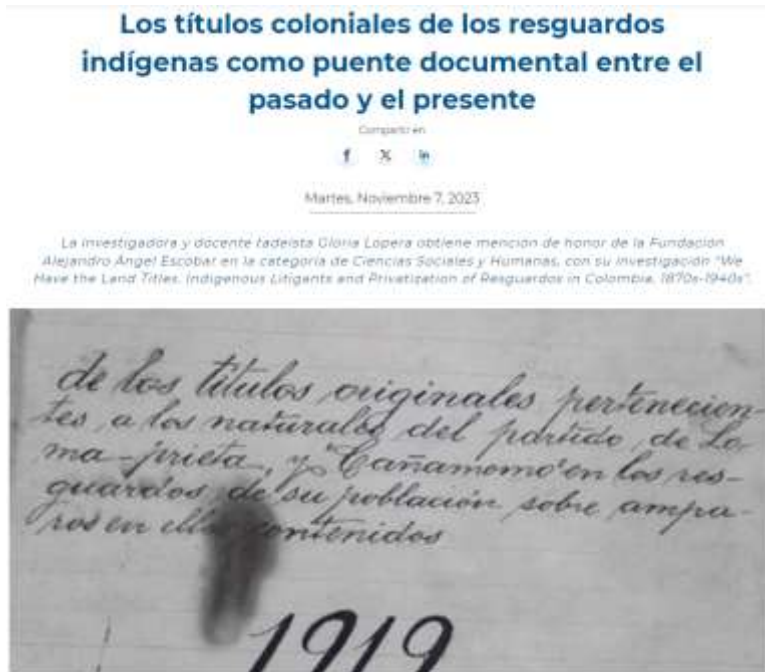 Los títulos coloniales de los resguardos
indígenas como puente documental entre el
pasado y el presente
Compartir en
f X in
Martes, Noviembre 7, 2023
La investigadora y docente tadeísta Gloria Lopera obtiene mención de honor de la Fundación
Alejandro Ángel Escobar en la categoría de Ciencias Sociales y Humanas, con su investigación "We
Have the Land Titles. Indigenous Litigants and Privatization of Resguardos in Colombia, 1870s-1940s".
de los títulos originales pertenecien-
tes, a los naturales del partido, de Lo-
ma-prieta, y Cañamomo en los res-
guardos, de su población sobre ampa-
ros en ella contenidos
1919